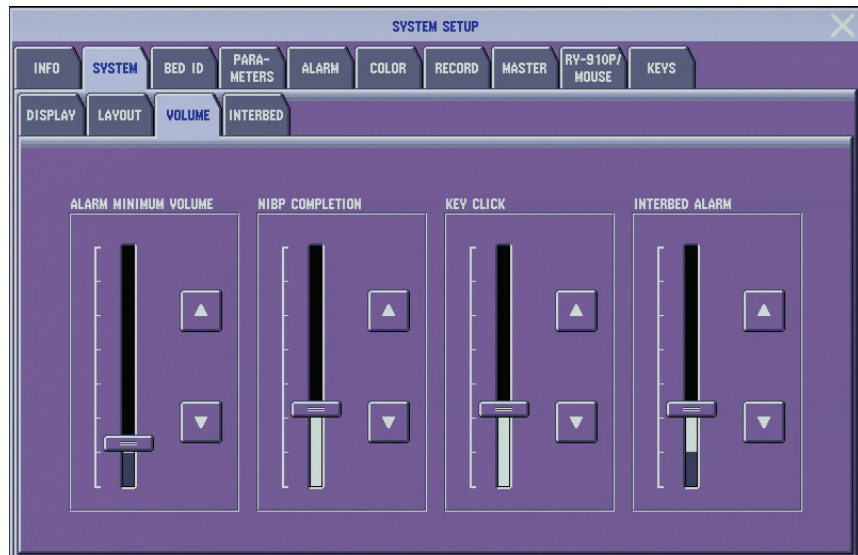 SYSTEM SETUP
INFO SYSTEM BED ID PARA-
METERS ALARM COLOR RECORD MASTER RY-910P/
MOUSE KEYS
DISPLAY LAYOUT VOLUME INTERBED
ALARM MINIMUM VOLUME NIBP COMPLETION KEY CLICK INTERBED ALARM